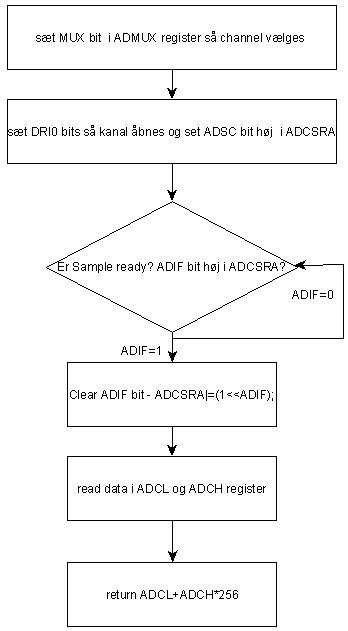 sæt MUX bit i ADMUX register så channel vælges
sæt DRI0 bits så kanal åbnes og set ADSC bit høj i ADCSRA
Er Sample ready? ADIF bit høj i ADCSRA?
ADIF=0
ADIF=1
Clear ADIF bit - ADCSRA|=(1<<ADIF);
read data i ADCL og ADCH register
return ADCL+ADCH*256